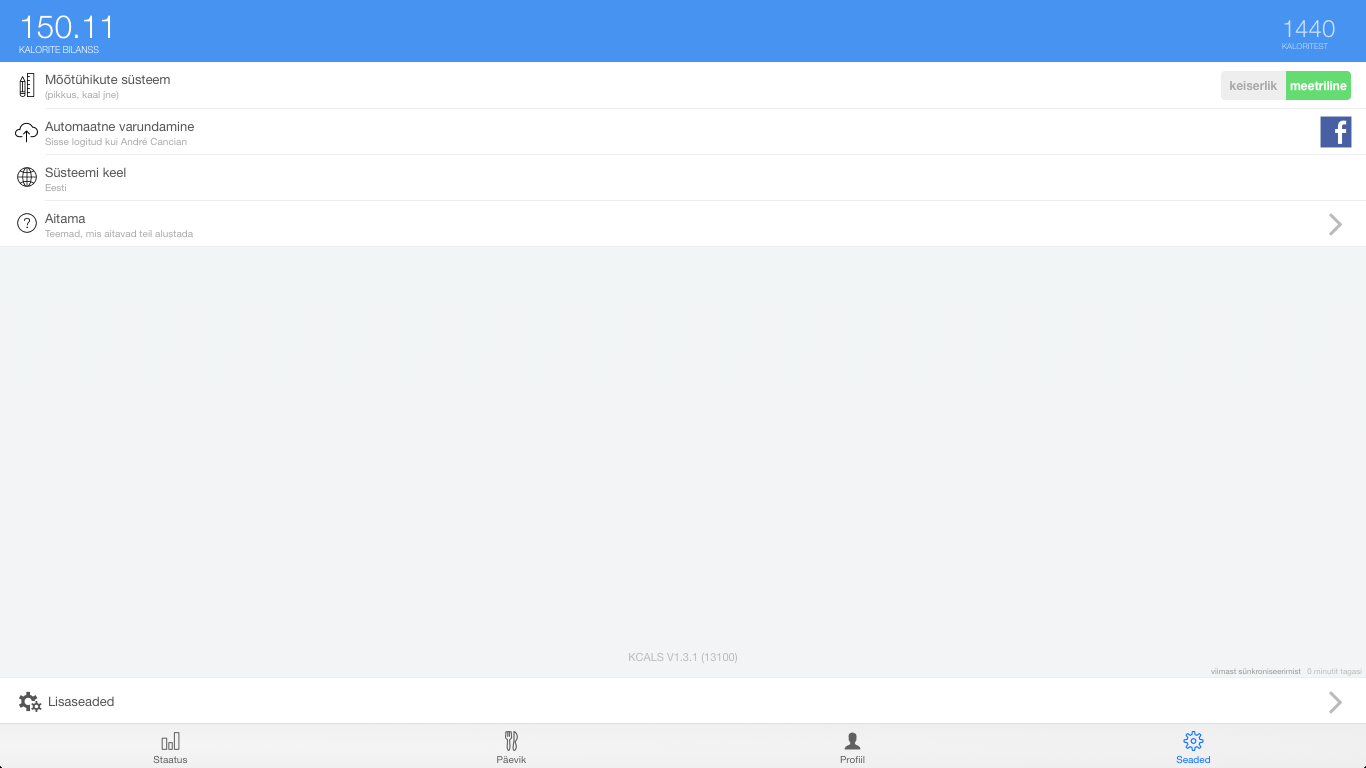 150.11
KALORITE BILANSS
1440
KALORITEST
Mõõtühikute süsteem
(pikkus, kaal jne)
keiserlik meetriline
Automaatne varundamine
Sisse logitud kui André Cancian
Süsteemi keel
Eesti
Aitama
Teemad, mis aitavad teil alustada
KCALS V1.3.1 (13100)
viimast sünkroniseerimist 0 minutit tagasi
Lisaseaded
Staatus Päevik Profiil Seaded